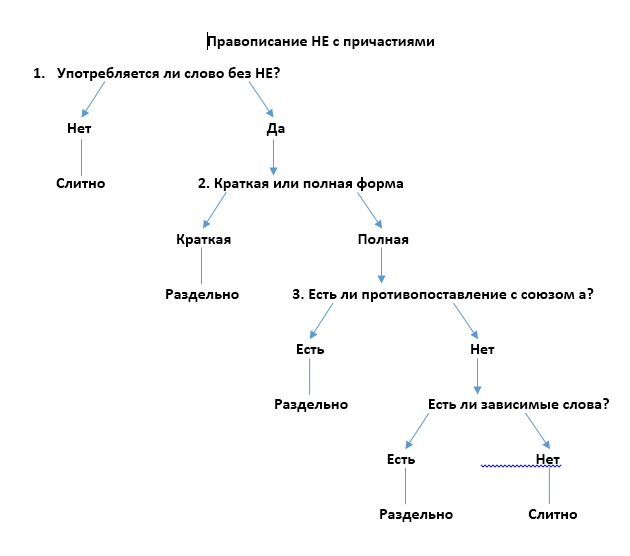 Правописание НЕ с причастиями
1. Употребляется ли слово без НЕ?
Нет Да
Слитно 2. Краткая или полная форма
Краткая Полная
Раздельно 3. Есть ли противопоставление с союзом а?
Есть Нет
Раздельно Есть ли зависимые слова?
Есть Нет
Раздельно Слитно